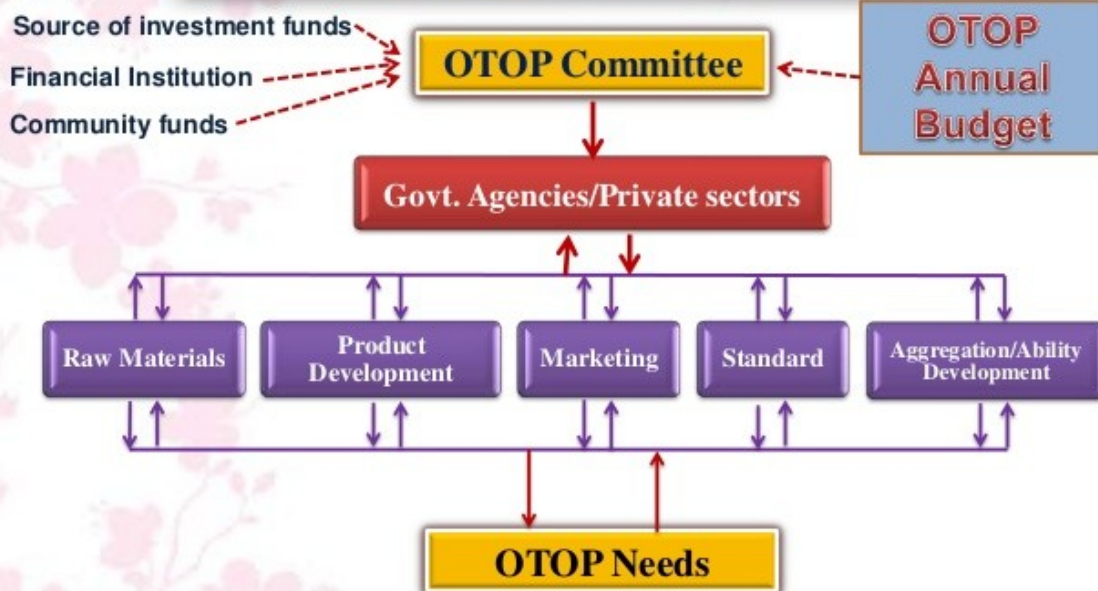 Source of investment funds
Financial Institution
Community funds
OTOP Committee
OTOP
Annual
Budget
Govt. Agencies/Private sectors
Raw Materials
Product
Development
Marketing
Standard
Aggregation/Ability
Development
OTOP Needs